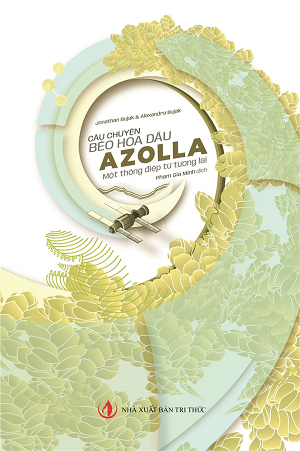 Jonathan Bujak & Alexandra Bujak
CÂU CHUYỆN
BÈO HOA DÂU
AZOLLA
Một thông điệp từ tương lai
Phạm Gia Minh dịch
NHÀ XUẤT BẢN TRI THỨC